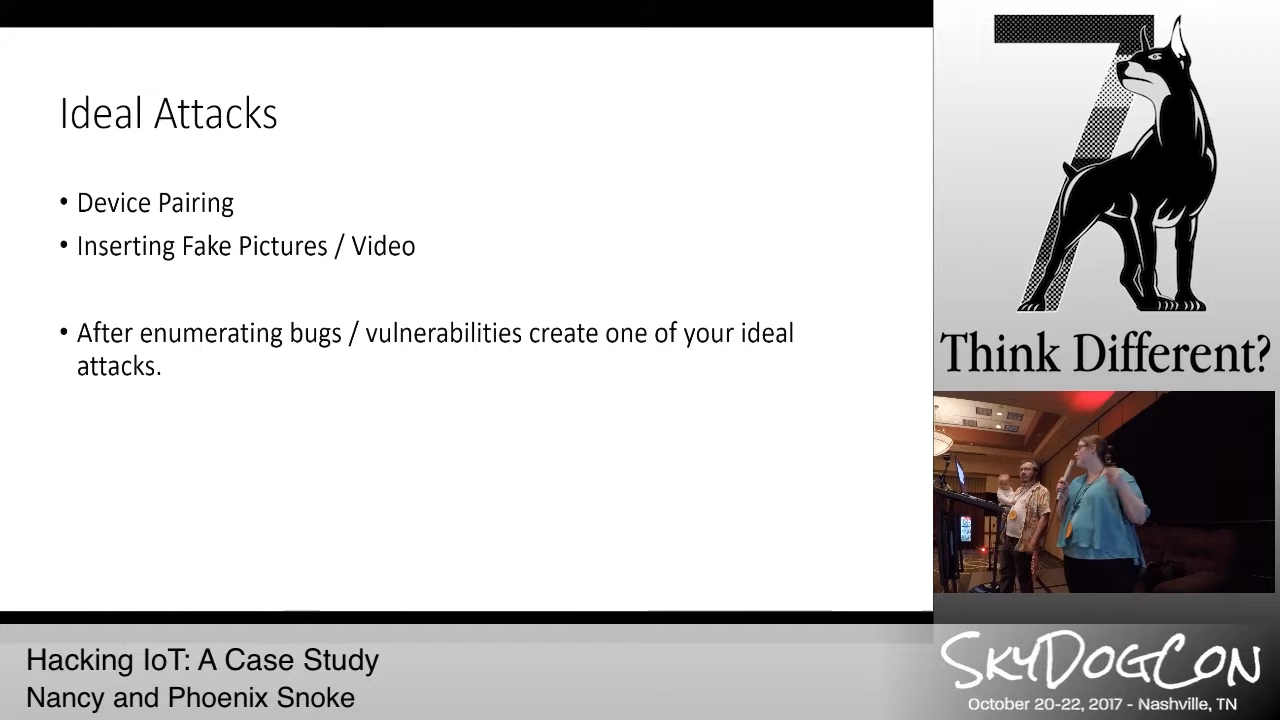 Ideal Attacks
• Device Pairing
• Inserting Fake Pictures / Video
• After enumerating bugs / vulnerabilities create one of your ideal
attacks.
7
Think Different?
Hacking IoT: A Case Study
Nancy and Phoenix Snoke
SKYDOGCON
October 20-22, 2017 - Nashville, TN